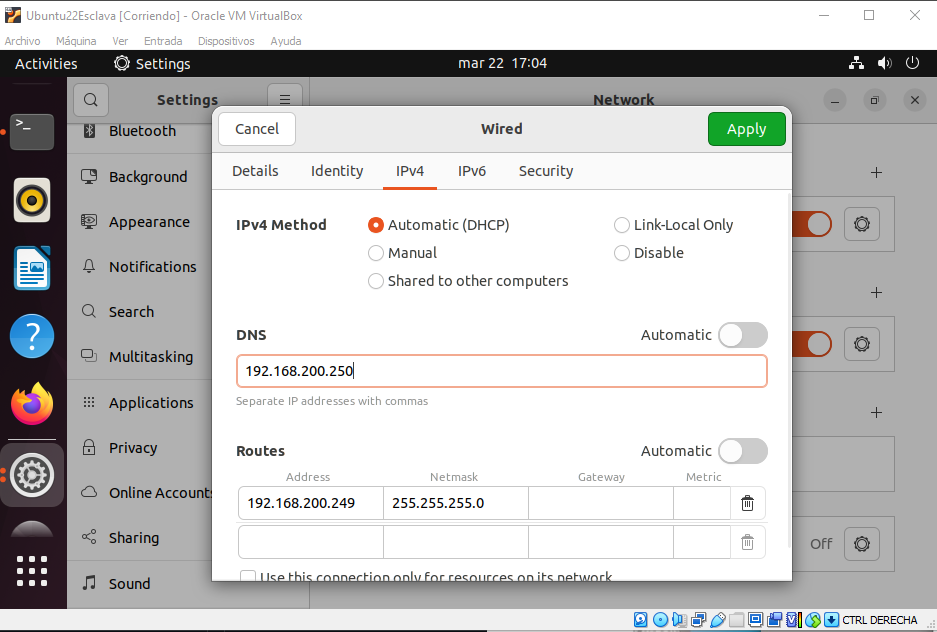 Ubuntu22Esclava [Corriendo] - Oracle VM VirtualBox
Archivo Máquina Ver Entrada Dispositivos Ayuda
Activities Settings mar 22 17:04
Settings Network
Cancel Wired Apply
Details Identity IPv4 IPv6 Security
Bluetooth
Background
Appearance
Notifications
Search
Multitasking
Applications
Privacy
Online Accounts
Sharing
Sound
IPv4 Method Automatic (DHCP) Link-Local Only
Manual Disable
Shared to other computers
DNS Automatic
192.168.200.250
Separate IP addresses with commas
Routes Automatic
Address Netmask Gateway Metric
192.168.200.249 255.255.255.0
Use this connection only for resources on its network
Off
CTRL DERECHA